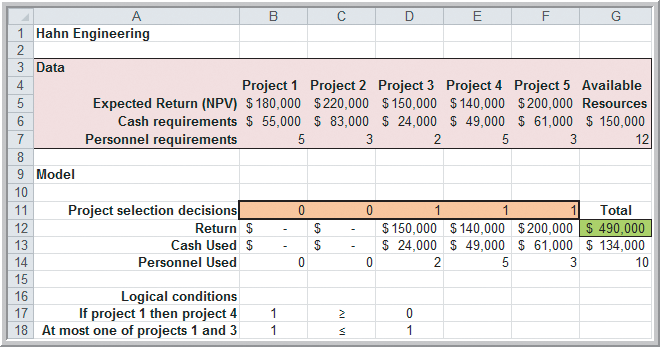 A B C D E F G
1 Hahn Engineering
2
3 Data
4 Project 1 Project 2 Project 3 Project 4 Project 5 Available
5 Expected Return (NPV) $ 180,000 $ 220,000 $ 150,000 $ 140,000 $ 200,000 Resources
6 Cash requirements $ 55,000 $ 83,000 $ 24,000 $ 49,000 $ 61,000 $ 150,000
7 Personnel requirements 5 3 2 5 3 12
8
9 Model
10
11 Project selection decisions 0 0 1 1 1 Total
12 Return $ - $ - $ 150,000 $ 140,000 $ 200,000 $ 490,000
13 Cash Used $ - $ - $ 24,000 $ 49,000 $ 61,000 $ 134,000
14 Personnel Used 0 0 2 5 3 10
15
16 Logical conditions
17 If project 1 then project 4 1 ≥ 0
18 At most one of projects 1 and 3 1 ≤ 1